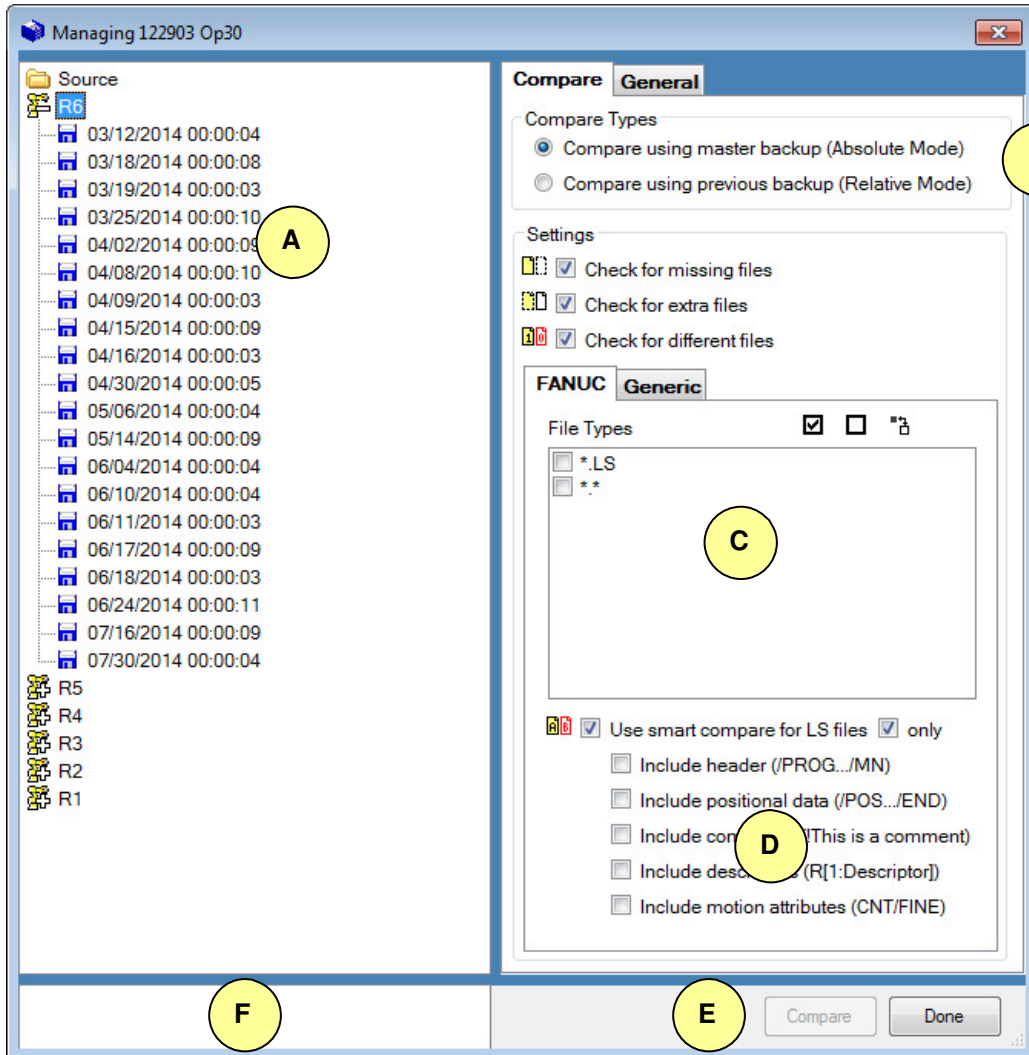 Managing 122903 Op30
Source
R6
03/12/2014 00:00:04
03/18/2014 00:00:08
03/19/2014 00:00:03
03/25/2014 00:00:10
04/02/2014 00:00:09
A
04/08/2014 00:00:10
04/09/2014 00:00:03
04/15/2014 00:00:09
04/16/2014 00:00:03
04/30/2014 00:00:05
05/06/2014 00:00:04
05/14/2014 00:00:09
06/04/2014 00:00:04
06/10/2014 00:00:04
06/11/2014 00:00:03
06/17/2014 00:00:09
06/18/2014 00:00:03
06/24/2014 00:00:11
07/16/2014 00:00:09
07/30/2014 00:00:04
R5
R4
R3
R2
R1
F
Compare General
Compare Types
Compare using master backup (Absolute Mode)
Compare using previous backup (Relative Mode)
Settings
Check for missing files
Check for extra files
Check for different files
FANUC Generic
File Types
*.LS
*.*
C
Use smart compare for LS files only
Include header (/PROG.../MN)
Include positional data (/POS.../END)
Include !This is a comment)
D
Include (R[1:Descriptor])
Include motion attributes (CNT/FINE)
E
Compare Done